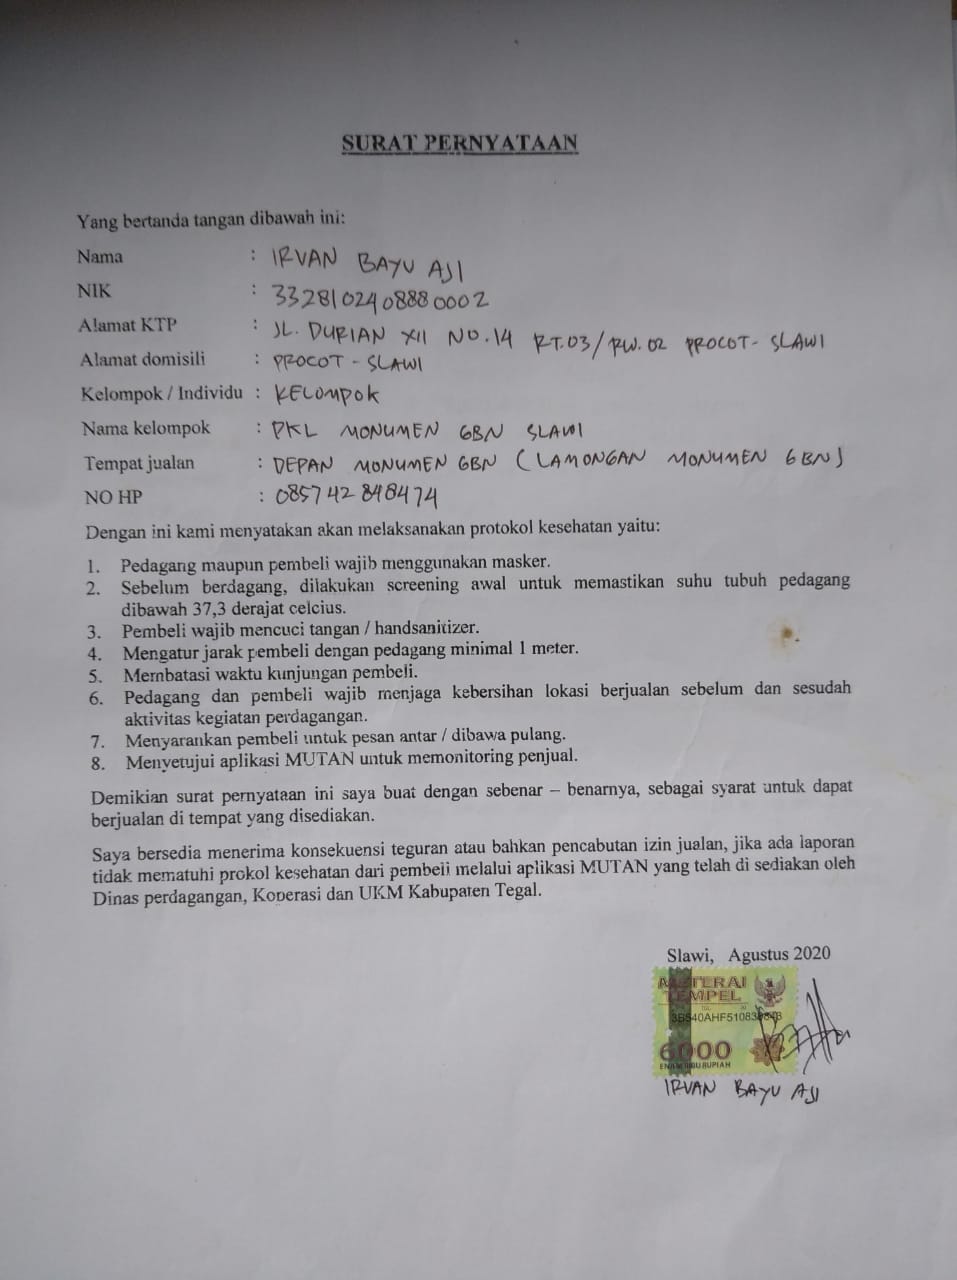 SURAT PERNYATAAN
Yang bertanda tangan dibawah ini:
Nama : IRVAN BAYU AJI
NIK : 3328102408880002
Alamat KTP : JL. DURIAN XII NO.14 RT.03/RW.02 PROCOT-SLAWI
Alamat domisili : PROCOT - SLAWI
Kelompok / Individu : KELOMPOK
Nama kelompok : PKL MONUMEN GBN SLAWI
Tempat jualan : DEPAN MONUMEN GBN (LAMONGAN MONUMEN GBN)
NO HP : 085742848474
Dengan ini kami menyatakan akan melaksanakan protokol kesehatan yaitu:
1. Pedagang maupun pembeli wajib menggunakan masker.
2. Sebelum berdagang, dilakukan screening awal untuk memastikan suhu tubuh pedagang
dibawah 37,3 derajat celcius.
3. Pembeli wajib mencuci tangan / handsanitizer.
4. Mengatur jarak pembeli dengan pedagang minimal 1 meter.
5. Membatasi waktu kunjungan pembeli.
6. Pedagang dan pembeli wajib menjaga kebersihan lokasi berjualan sebelum dan sesudah
aktivitas kegiatan perdagangan.
7. Menyarankan pembeli untuk pesan antar / dibawa pulang.
8. Menyetujui aplikasi MUTAN untuk memonitoring penjual.
Demikian surat pernyataan ini saya buat dengan sebenar – benarnya, sebagai syarat untuk dapat
berjualan di tempat yang disediakan.
Saya bersedia menerima konsekuensi teguran atau bahkan pencabutan izin jualan, jika ada laporan
tidak mematuhi prokol kesehatan dari pembeli melalui aplikasi MUTAN yang telah di sediakan oleh
Dinas perdagangan, Koperasi dan UKM Kabupaten Tegal.
Slawi, Agustus 2020
METERAI
TEMPEL
6000
ENAM RIBU RUPIAH
IRVAN BAYU AJI